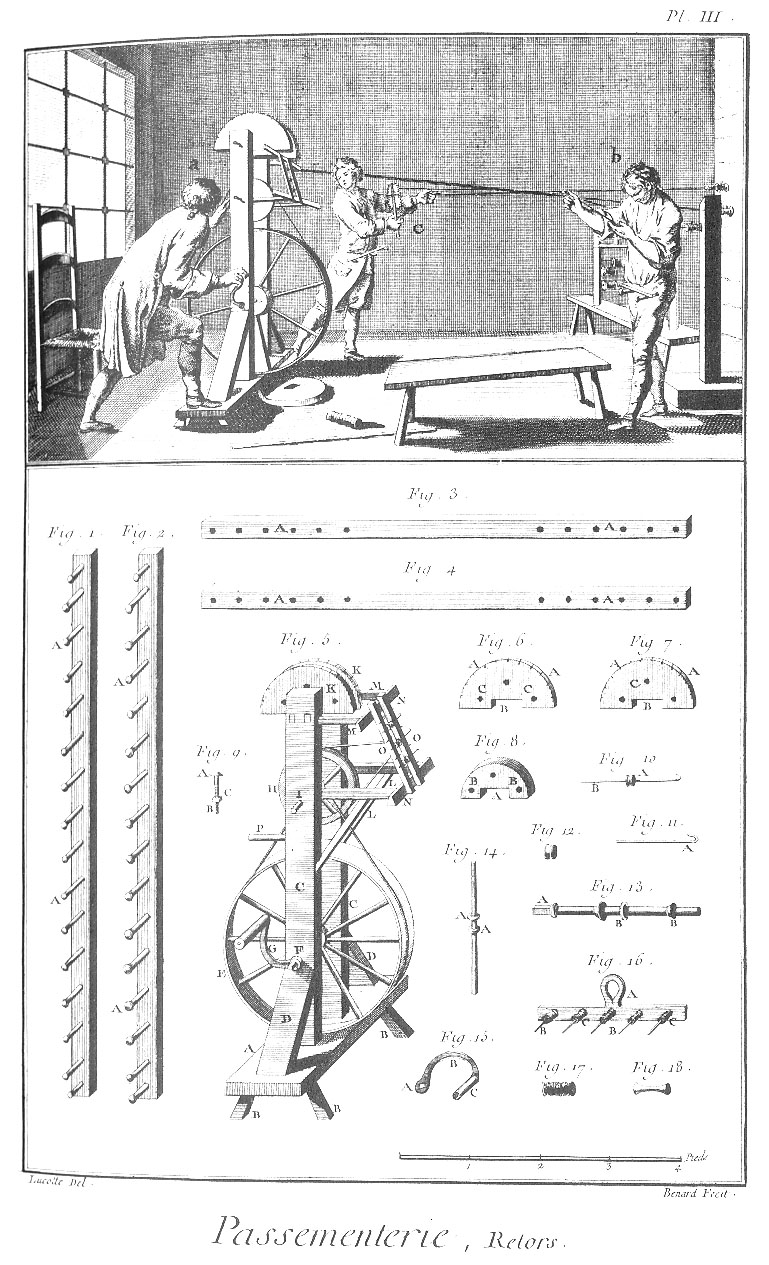 Pl. III.
a
b
c
Fig. 3
Fig. 1.
Fig. 2.
A
A
Fig. 4
A
A
Fig. 5.
Fig. 6.
Fig. 7.
A
A
K
M
K
N
A
A
C
C
B
A
A
C
B
M
O
O
Fig. 9.
A
C
B
H
I
L
L
N
P
Fig. 8.
B
B
A
Fig. 10
A
B
Fig. 11.
A
Fig. 12.
Fig. 14.
A
A
Fig. 13.
A
B
B
C
C
G
F
D
E
D
A
B
B
B
Fig. 16.
A
B
C
B
C
A
A
Fig. 15.
A
B
C
Fig. 17.
Fig. 18.
1
2
3
4
Pieds
Lucotte Del.
Benard Fecit.
Passementerie, Retors.